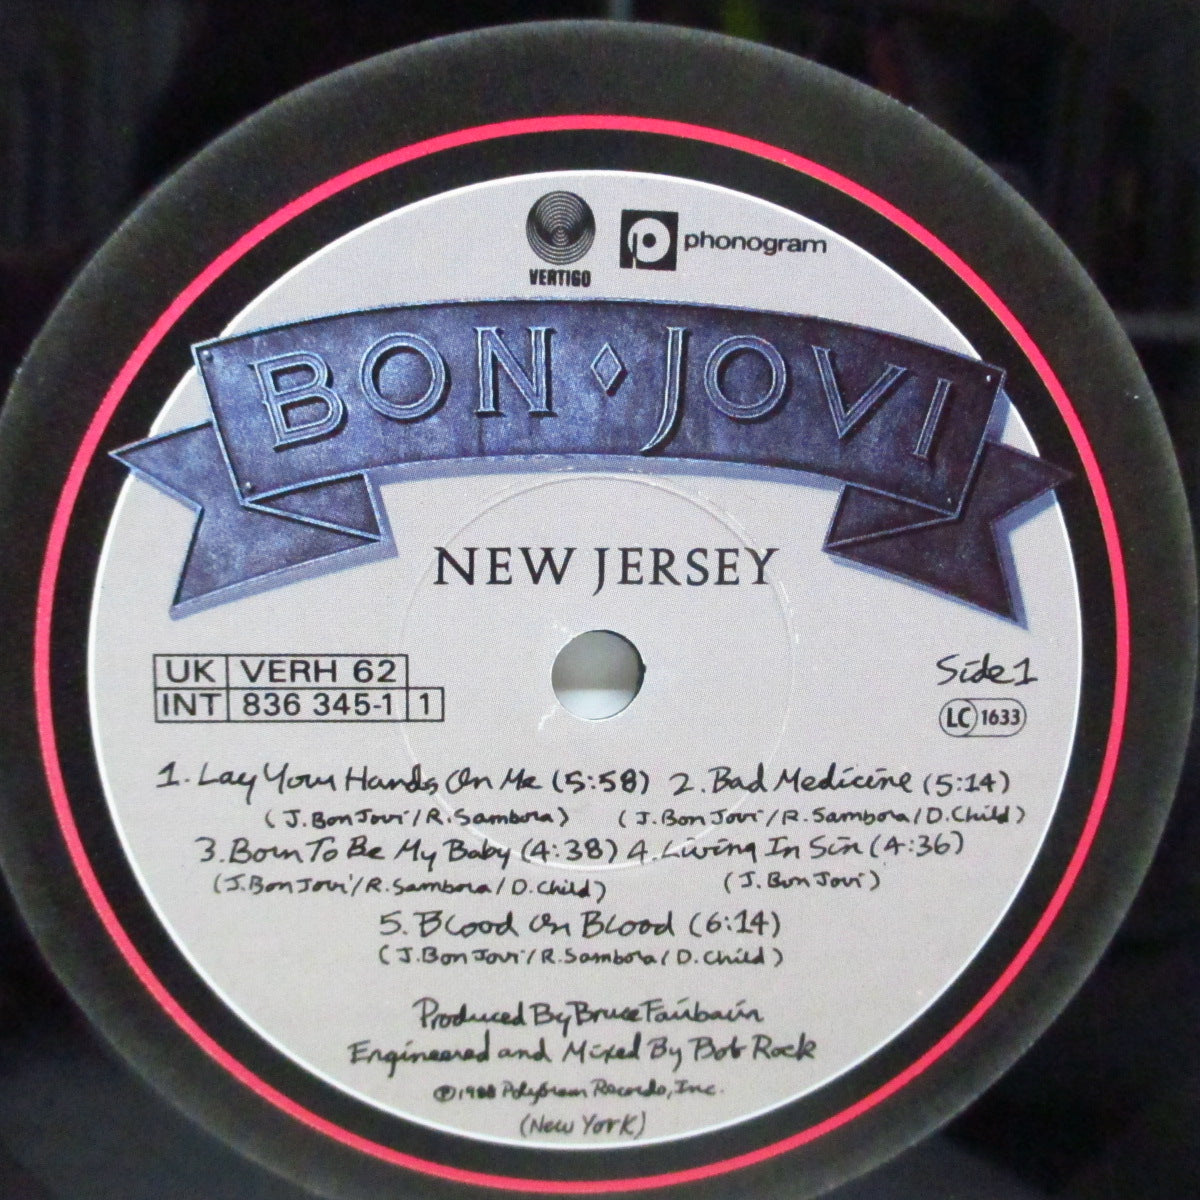 VERTIGO
phonogram
BON ◊ JOVI
NEW JERSEY
UK VERH 62
INT 836 345-1 1
Side 1
LC 1633
1. Lay Your Hands On Me (5:58) 2. Bad Medicine (5:14)
(J. Bon Jovi / R. Sambora) (J. Bon Jovi / R. Sambora / D. Child)
3. Born To Be My Baby (4:38) 4. Living In Sin (4:36)
(J. Bon Jovi / R. Sambora / D. Child) (J. Bon Jovi)
5. Blood On Blood (6:14)
(J. Bon Jovi / R. Sambora / D. Child)
Produced By Bruce Fairbairn
Engineered and Mixed By Bob Rock
℗ 1988 PolyGram Records, Inc.
(New York)